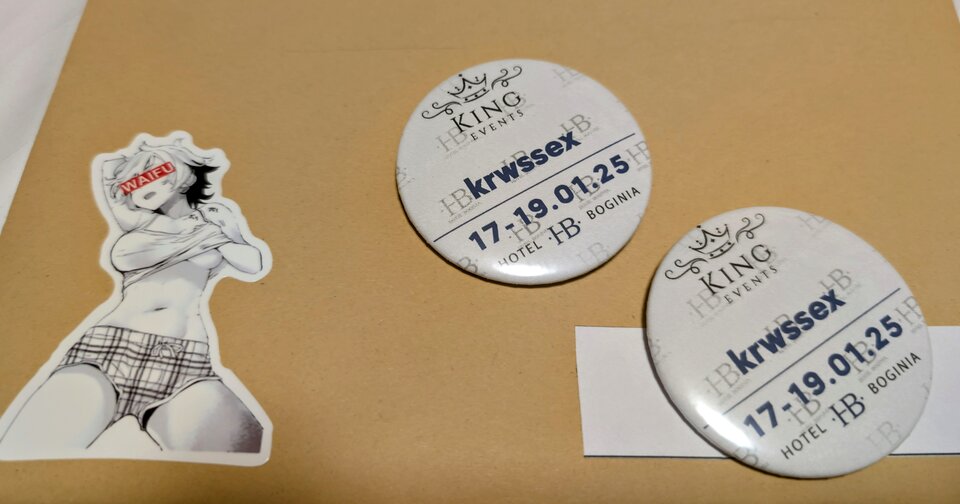 WAIFU
KING
EVENTS
krwssex
17-19.01.25
HOTEL HB BOGINIA
KING
EVENTS
krwssex
17-19.01.25
HOTEL HB BOGINIA